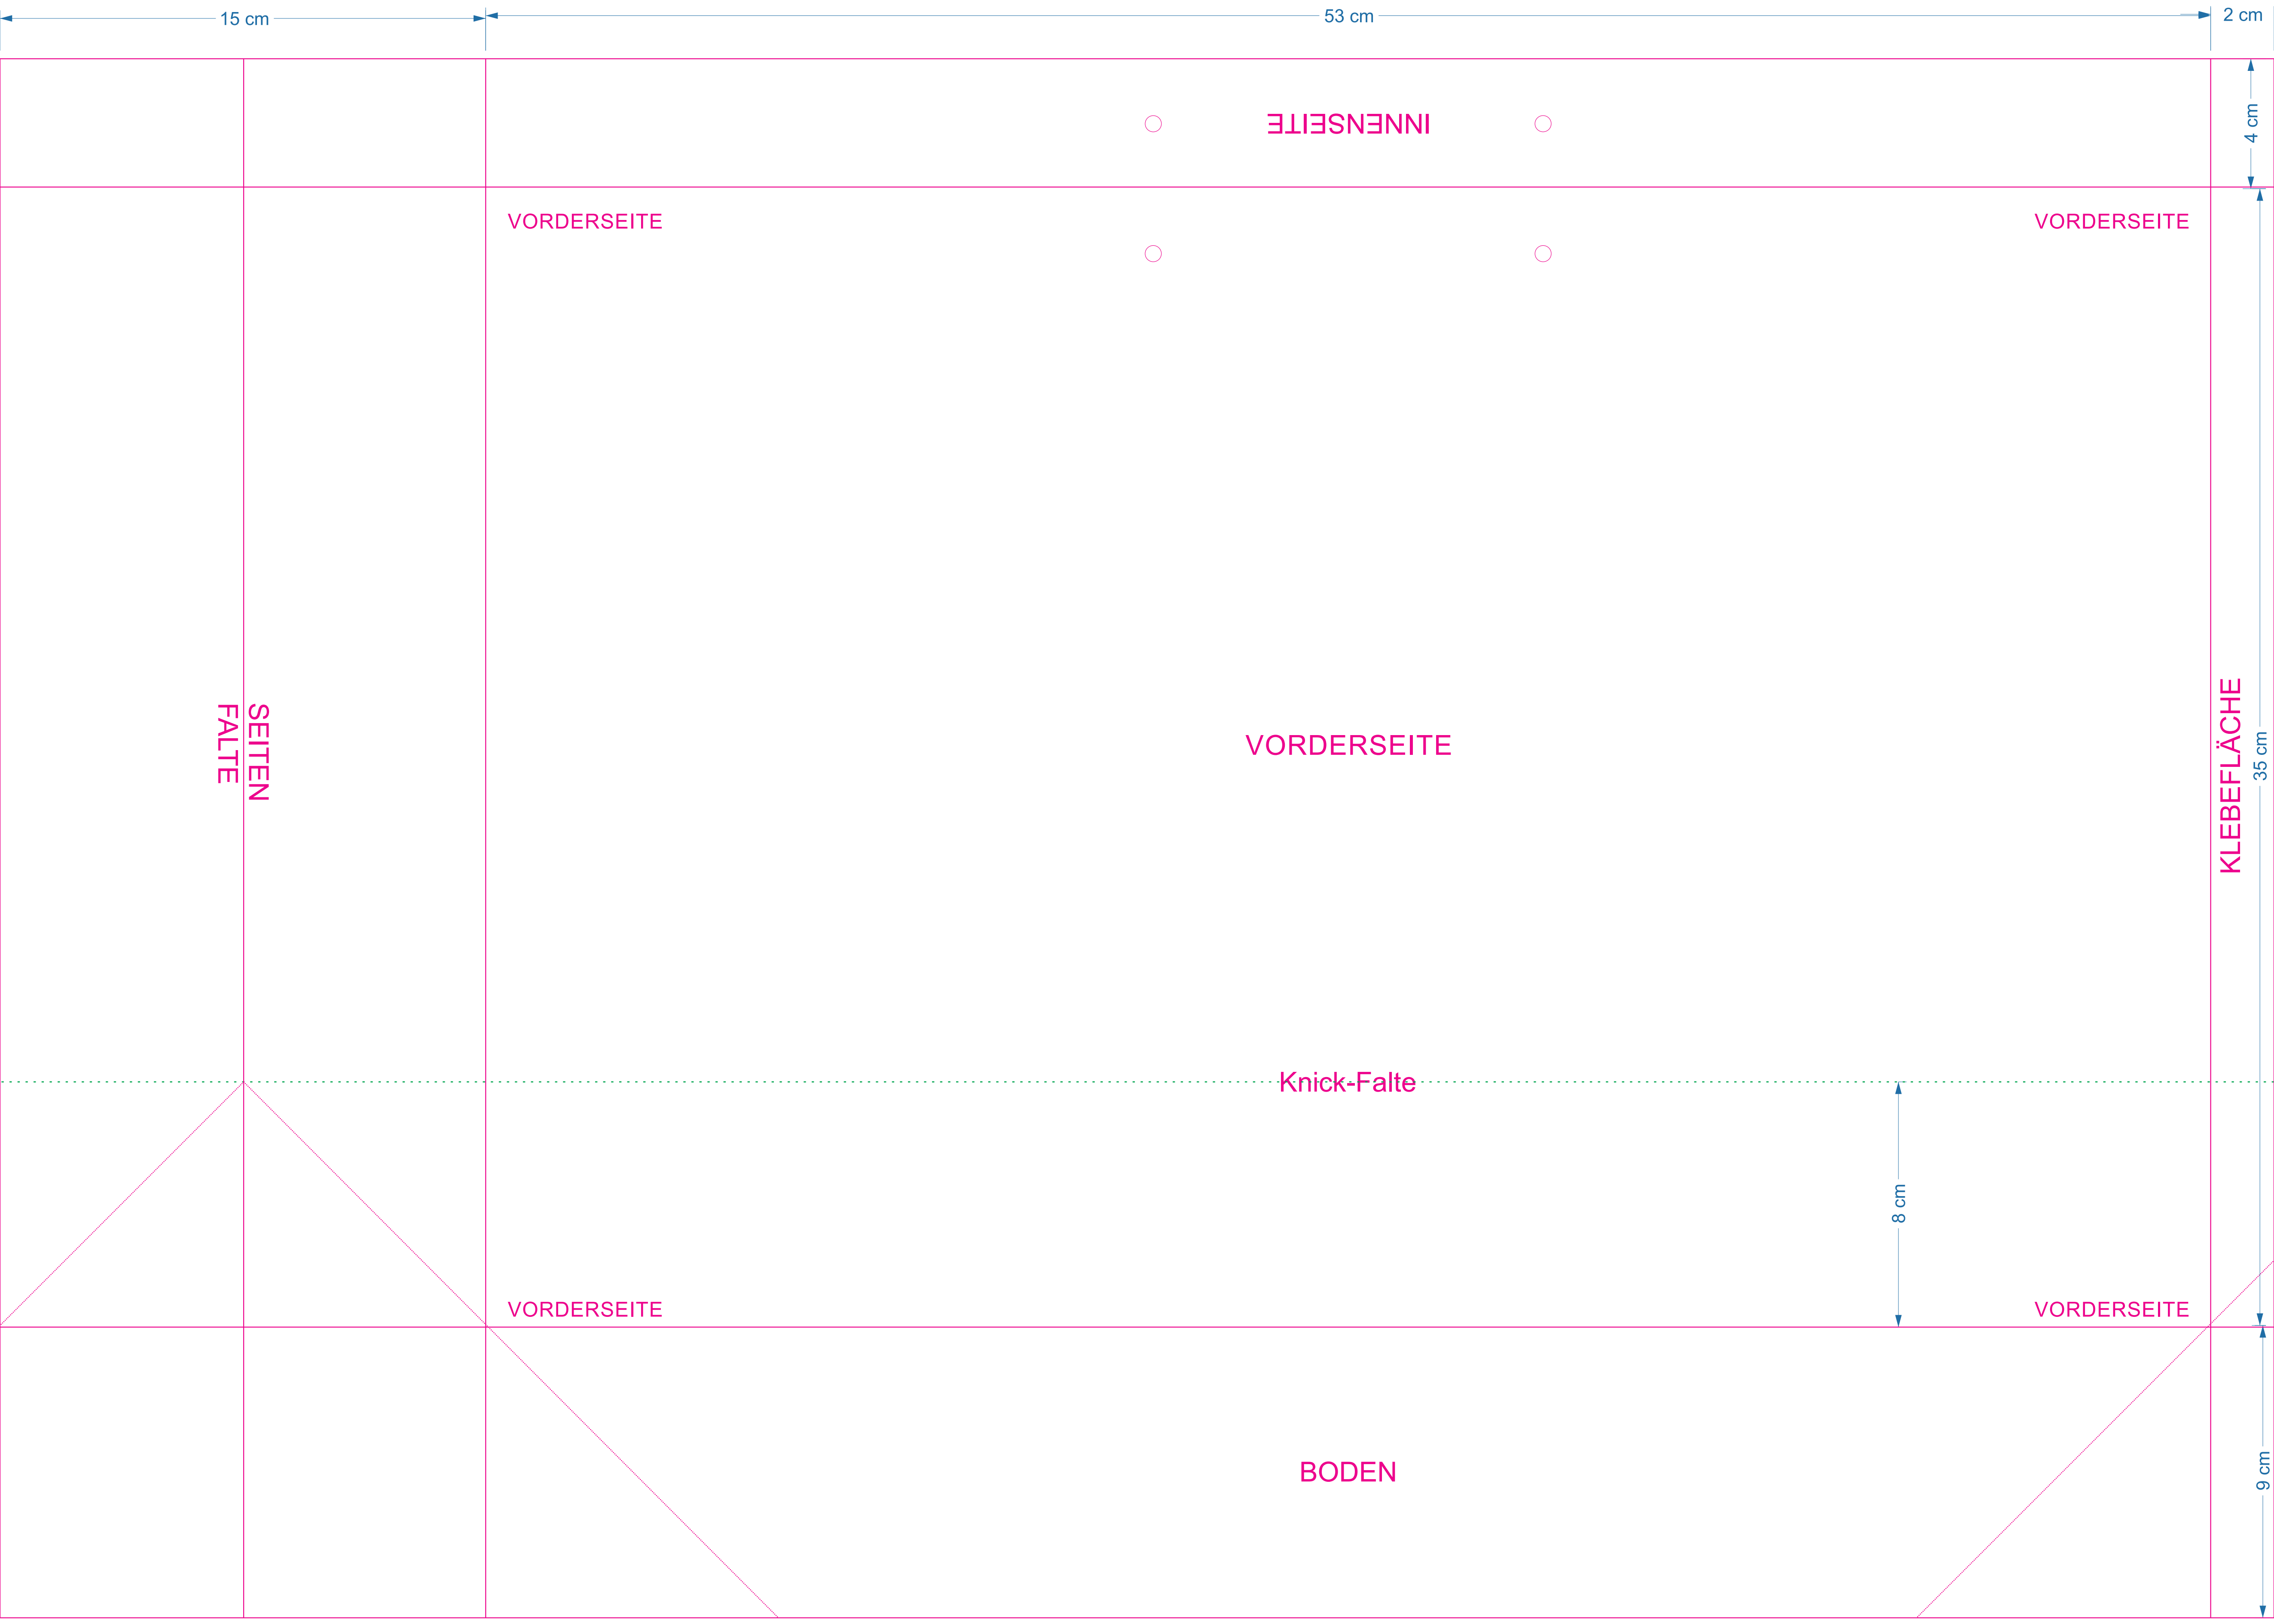 15 cm
53 cm
2 cm
INNENSEITE
4 cm
VORDERSEITE
VORDERSEITE
SEITEN
FALTE
VORDERSEITE
KLEBEFLÄCHE
35 cm
Knick-Falte
8 cm
VORDERSEITE
VORDERSEITE
BODEN
9 cm